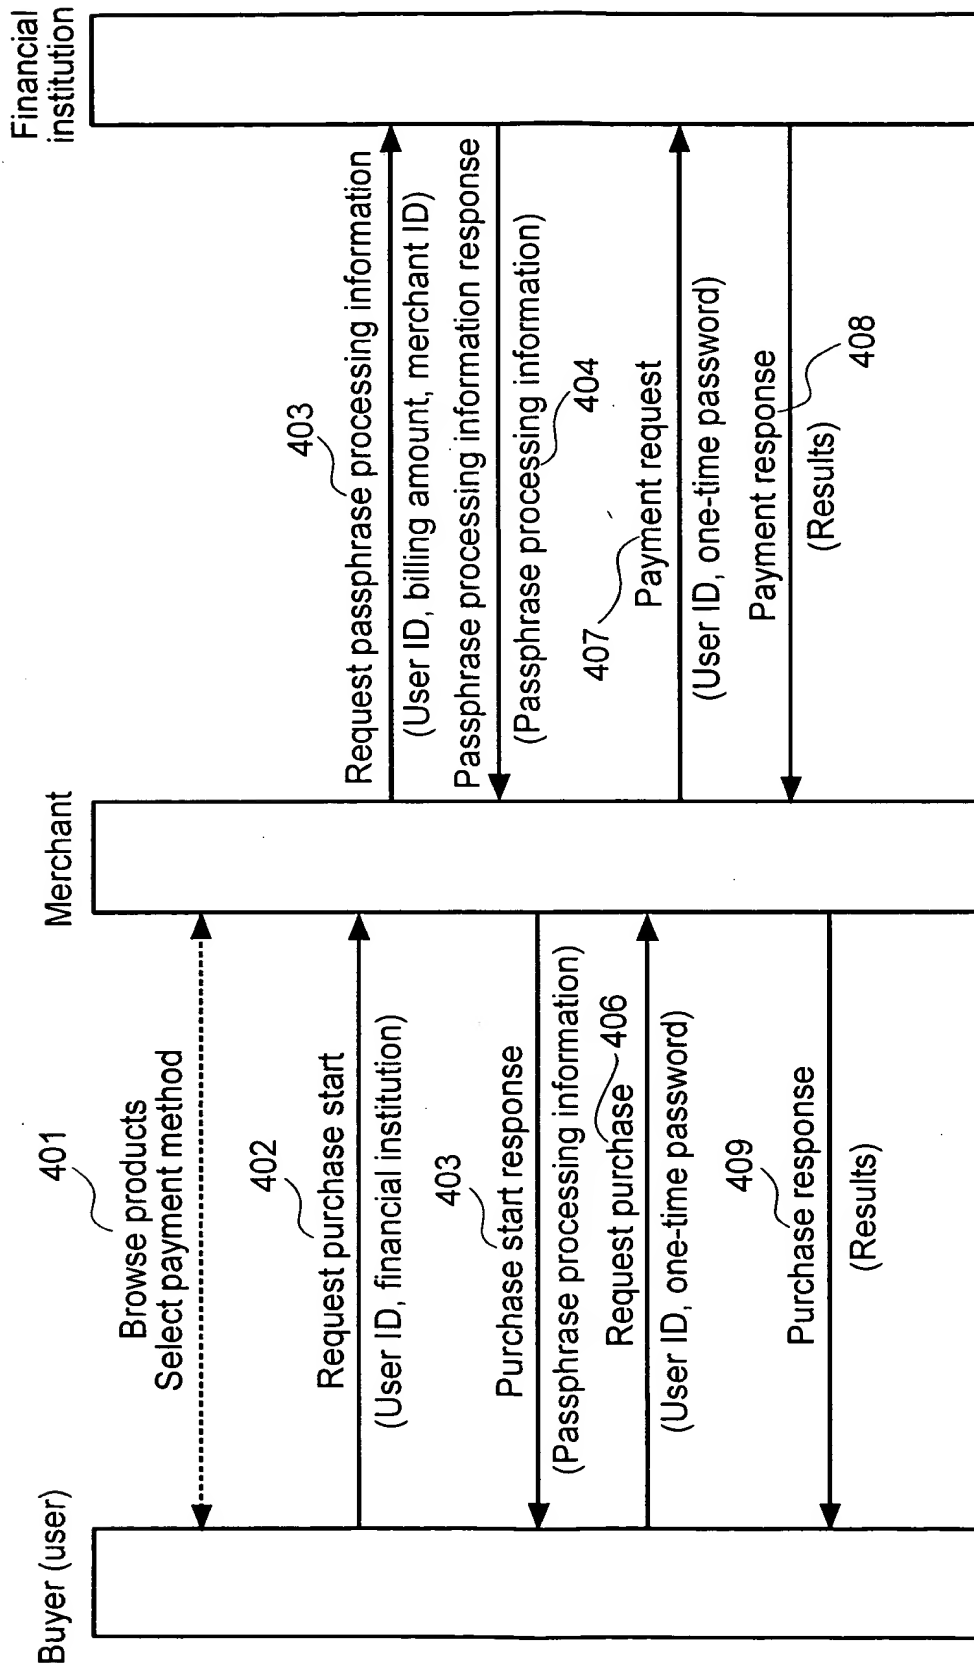 Buyer (user)
Merchant
Financial
institution
401
Browse products
Select payment method
402
Request purchase start
(User ID, financial institution)
403
Request passphrase processing information
(User ID, billing amount, merchant ID)
Passphrase processing information response
(Passphrase processing information)
404
403
Purchase start response
(Passphrase processing information)
Request purchase
406
(User ID, one-time password)
407
Payment request
(User ID, one-time password)
Payment response
408
(Results)
409
Purchase response
(Results)